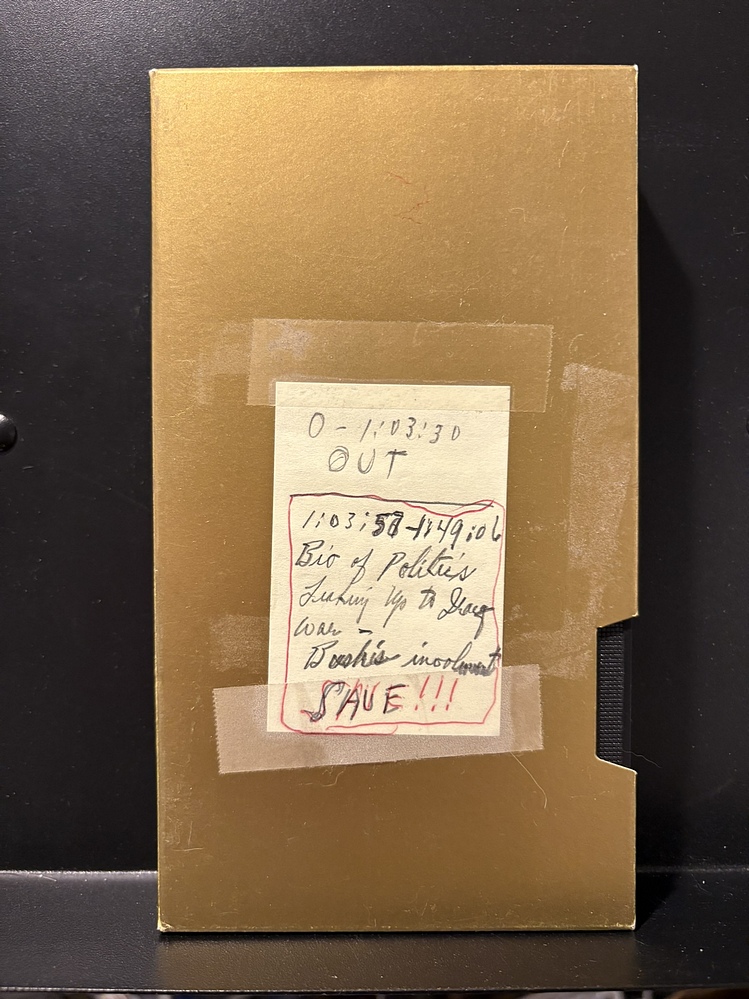 0 - 1:03:30
OUT
1:03:58 - 1:49:06
Bio of Politics
Leading Up to Iraq
War -
Bush's involment
SAVE!!!